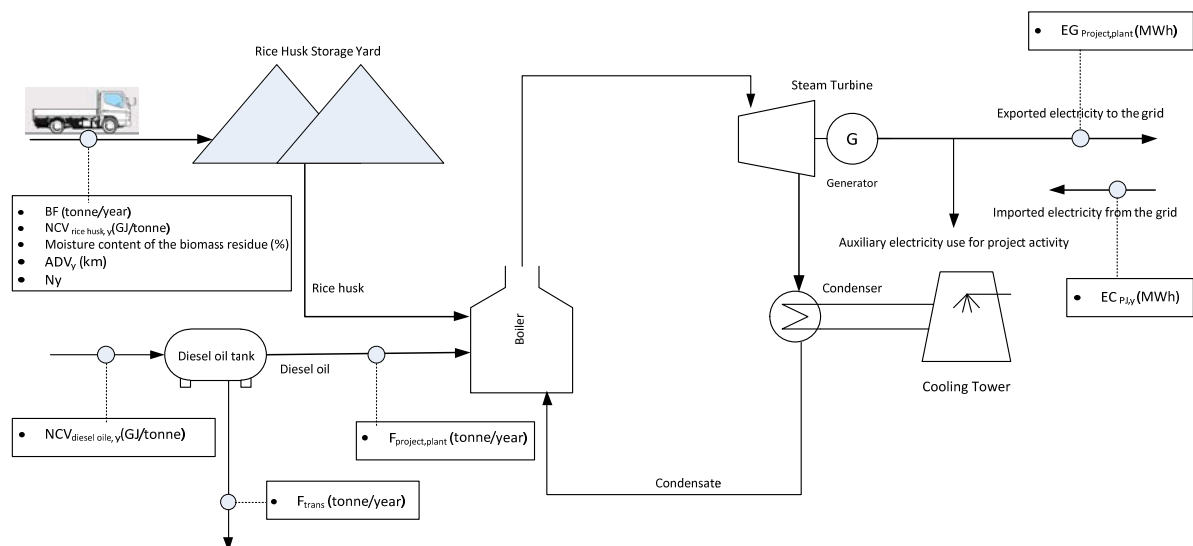 EG Project,plant (MWh)
Rice Husk Storage Yard
Steam Turbine
Exported electricity to the grid
G
Generator
BF (tonne/year)
NCV rice husk, y (GJ/tonne)
Moisture content of the biomass residue (%)
ADVy (km)
Ny
Imported electricity from the grid
Auxiliary electricity use for project activity
Rice husk
Condenser
EC PJ,y (MWh)
Boiler
Diesel oil tank
Diesel oil
Cooling Tower
NCVdiesel oile, y(GJ/tonne)
Fproject,plant (tonne/year)
Condensate
Ftrans (tonne/year)